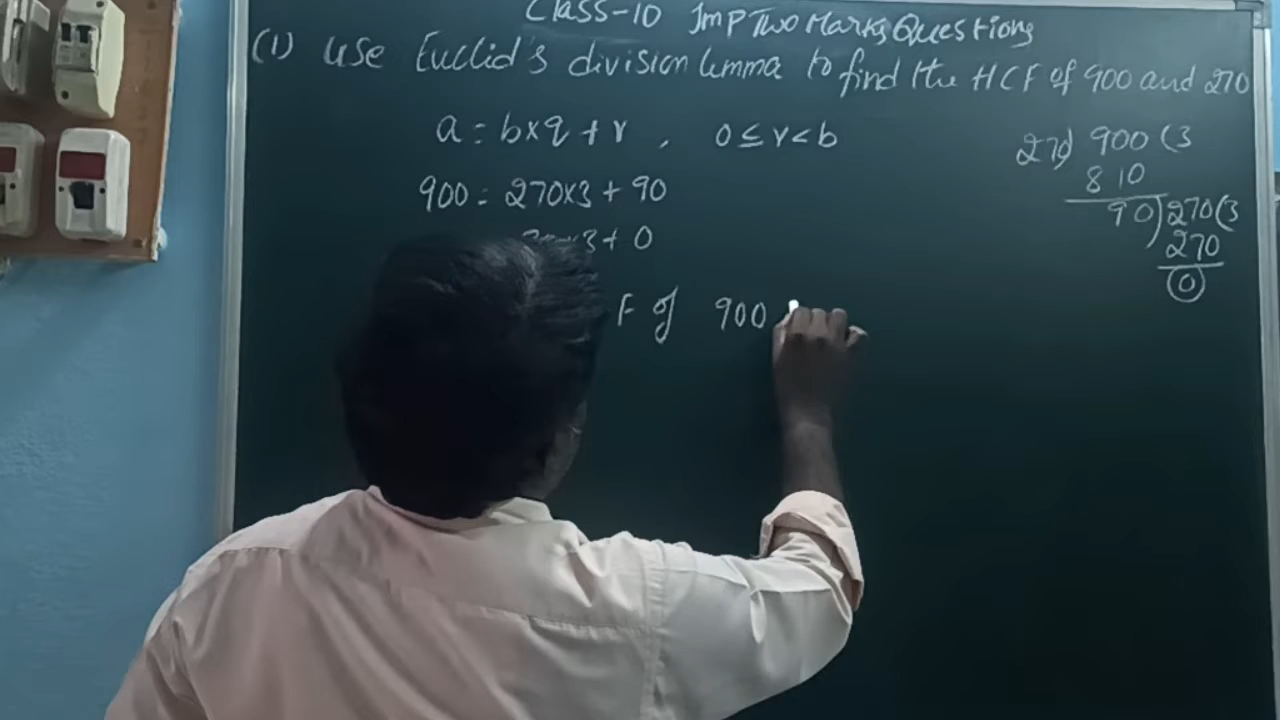 Class-10 Imp Two Marks Questions
(1) Use Euclid's division lemma to find the HCF of 900 and 270
a = b×q + r , 0 ≤ r < b
900 = 270×3 + 90
×3 + 0
F of 900
270) 900 (3
810
90) 270 (3
270
0